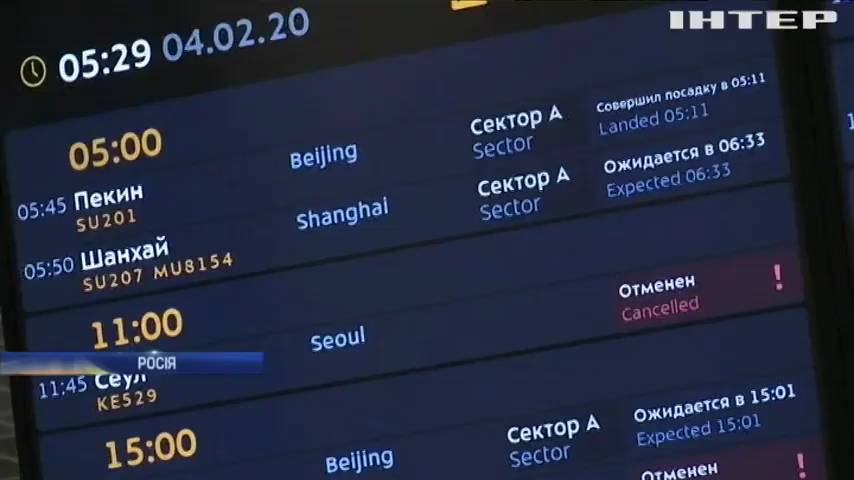 ІНТЕР
05:29 04.02.20
05:00
05:45 Пекин Beijing Сектор A Совершил посадку в 05:11
SU201 Sector Landed 05:11
05:50 Шанхай Shanghai Сектор A Ожидается в 06:33
SU207 MU8154 Sector Expected 06:33
11:00
11:45 Сеул Seoul Отменен !
KE529 Cancelled
РОСІЯ
15:00
Beijing Сектор A Ожидается в 15:01
Sector Expected 15:01
Отменен !